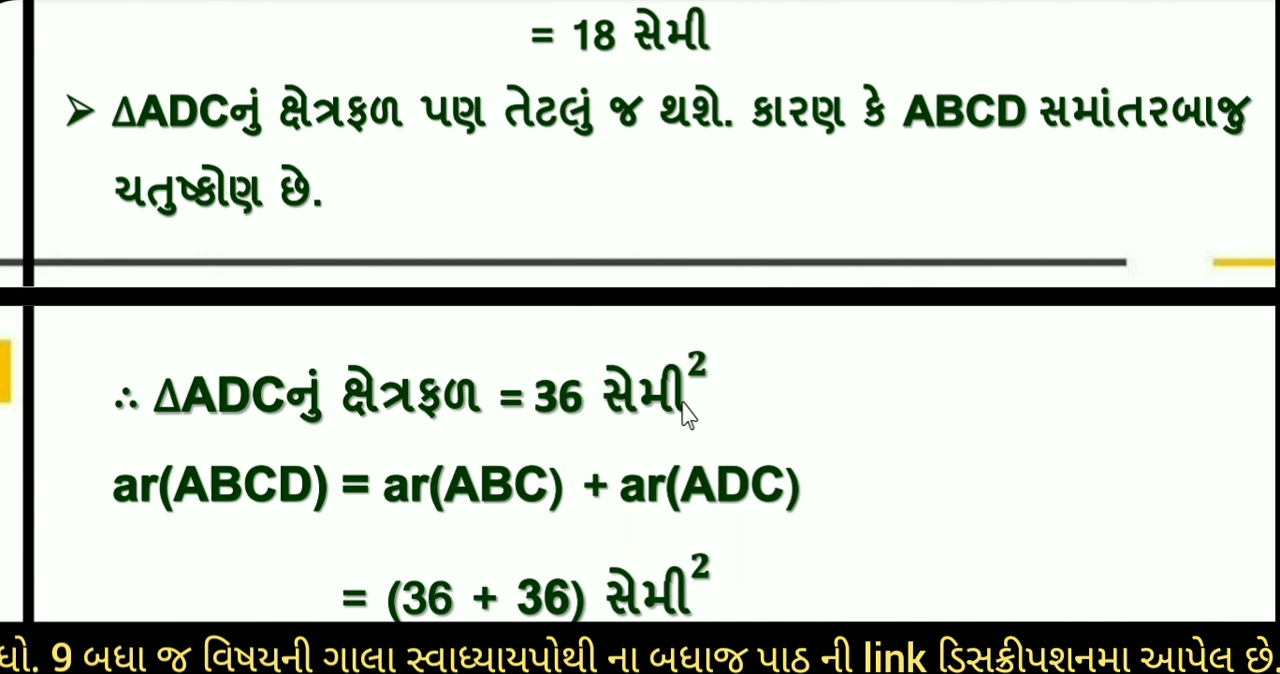 = 18 સેમી
➢ ΔADCનું ક્ષેત્રફળ પણ તેટલું જ થશે. કારણ કે ABCD સમાંતરબાજુ
ચતુષ્કોણ છે.
∴ ΔADCનું ક્ષેત્રફળ = 36 સેમી²
ar(ABCD) = ar(ABC) + ar(ADC)
= (36 + 36) સેમી²
9 બધા જ વિષયની ગાલા સ્વાધ્યાયપોથી ના બધાજ પાઠ ની link ડિસક્રીપશનમા આપેલ છે.